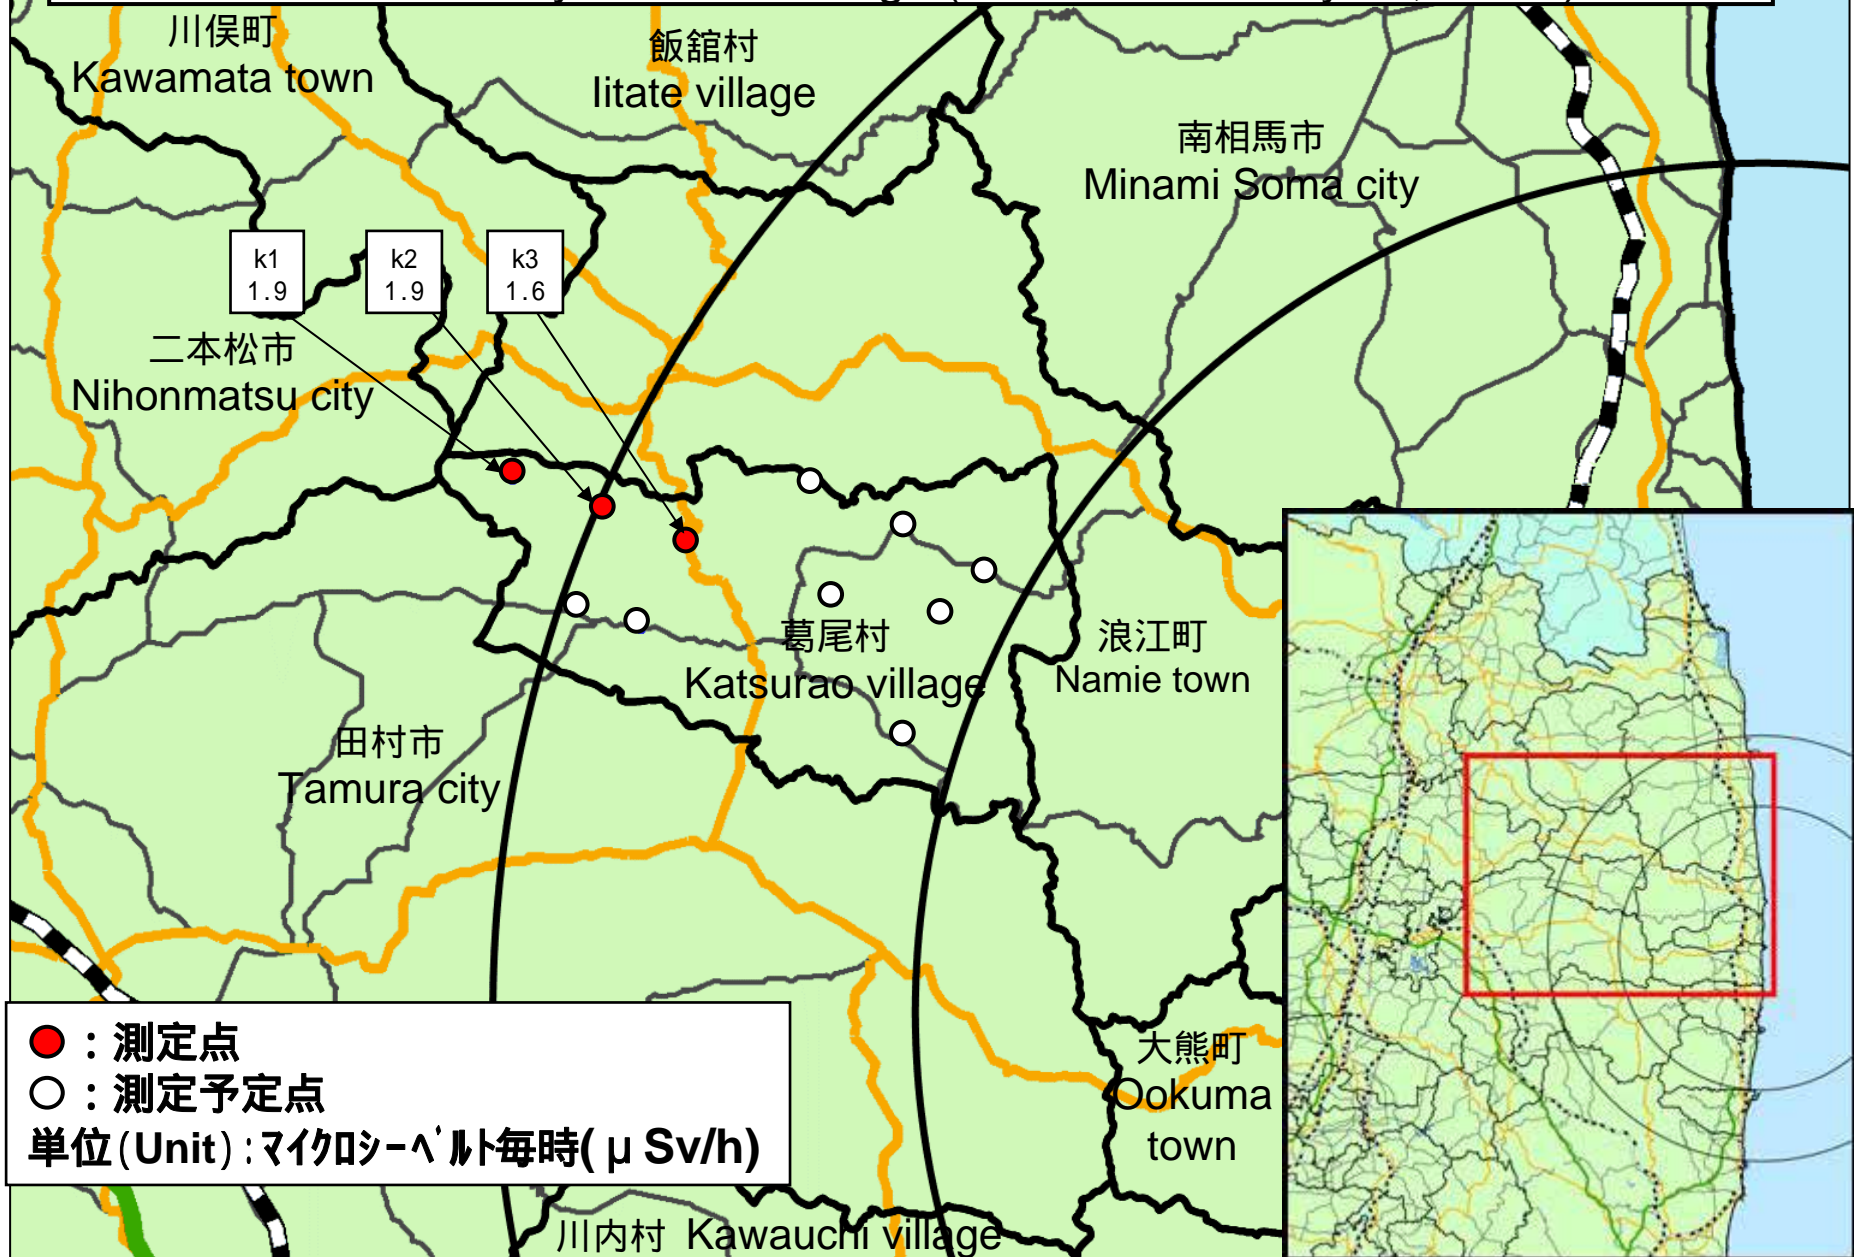 川俣町
Kawamata town
飯舘村
Iitate village
南相馬市
Minami Soma city
k1
1.9
k2
1.9
k3
1.6
二本松市
Nihonmatsu city
葛尾村
Katsurao village
浪江町
Namie town
田村市
Tamura city
大熊町
Ookuma
town
川内村 Kawauchi village
● : 測定点
○ : 測定予定点
単位(Unit) : マイクロシーベルト毎時( μ Sv/h)